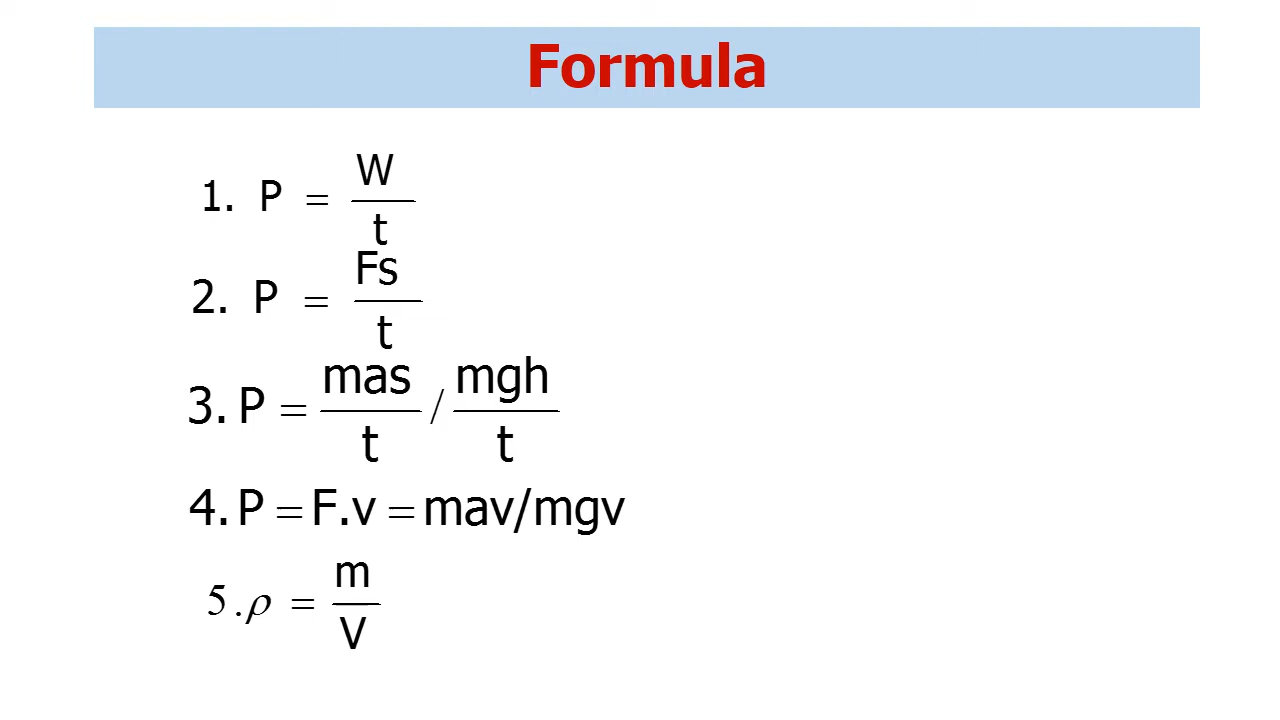 Formula
1. P = W/t
2. P = Fs/t
3. P = mas/t / mgh/t
4. P = F.v = mav/mgv
5. ρ = m/V